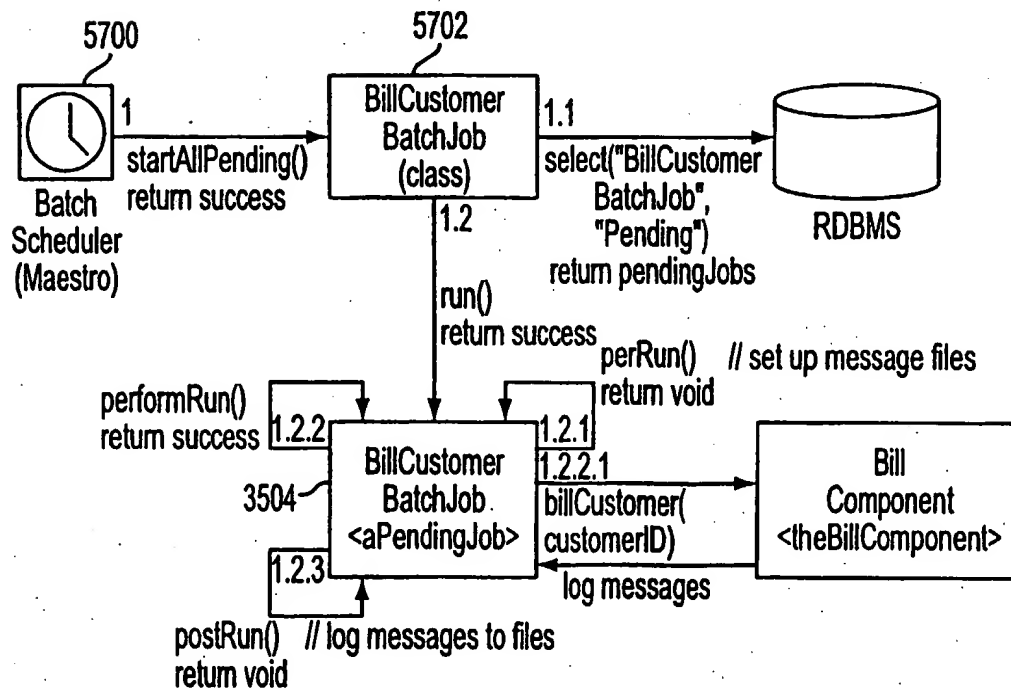 5700
5702
1
startAllPending()
return success
Batch
Scheduler
(Maestro)
BillCustomer
BatchJob
(class)
1.1
select("BillCustomer
BatchJob",
"Pending")
return pendingJobs
RDBMS
1.2
run()
return success
perRun() // set up message files
return void
performRun()
return success
1.2.2
1.2.1
3504
BillCustomer
BatchJob
<aPendingJob>
1.2.2.1
billCustomer(
customerID)
log messages
Bill
Component
<theBillComponent>
1.2.3
postRun() // log messages to files
return void